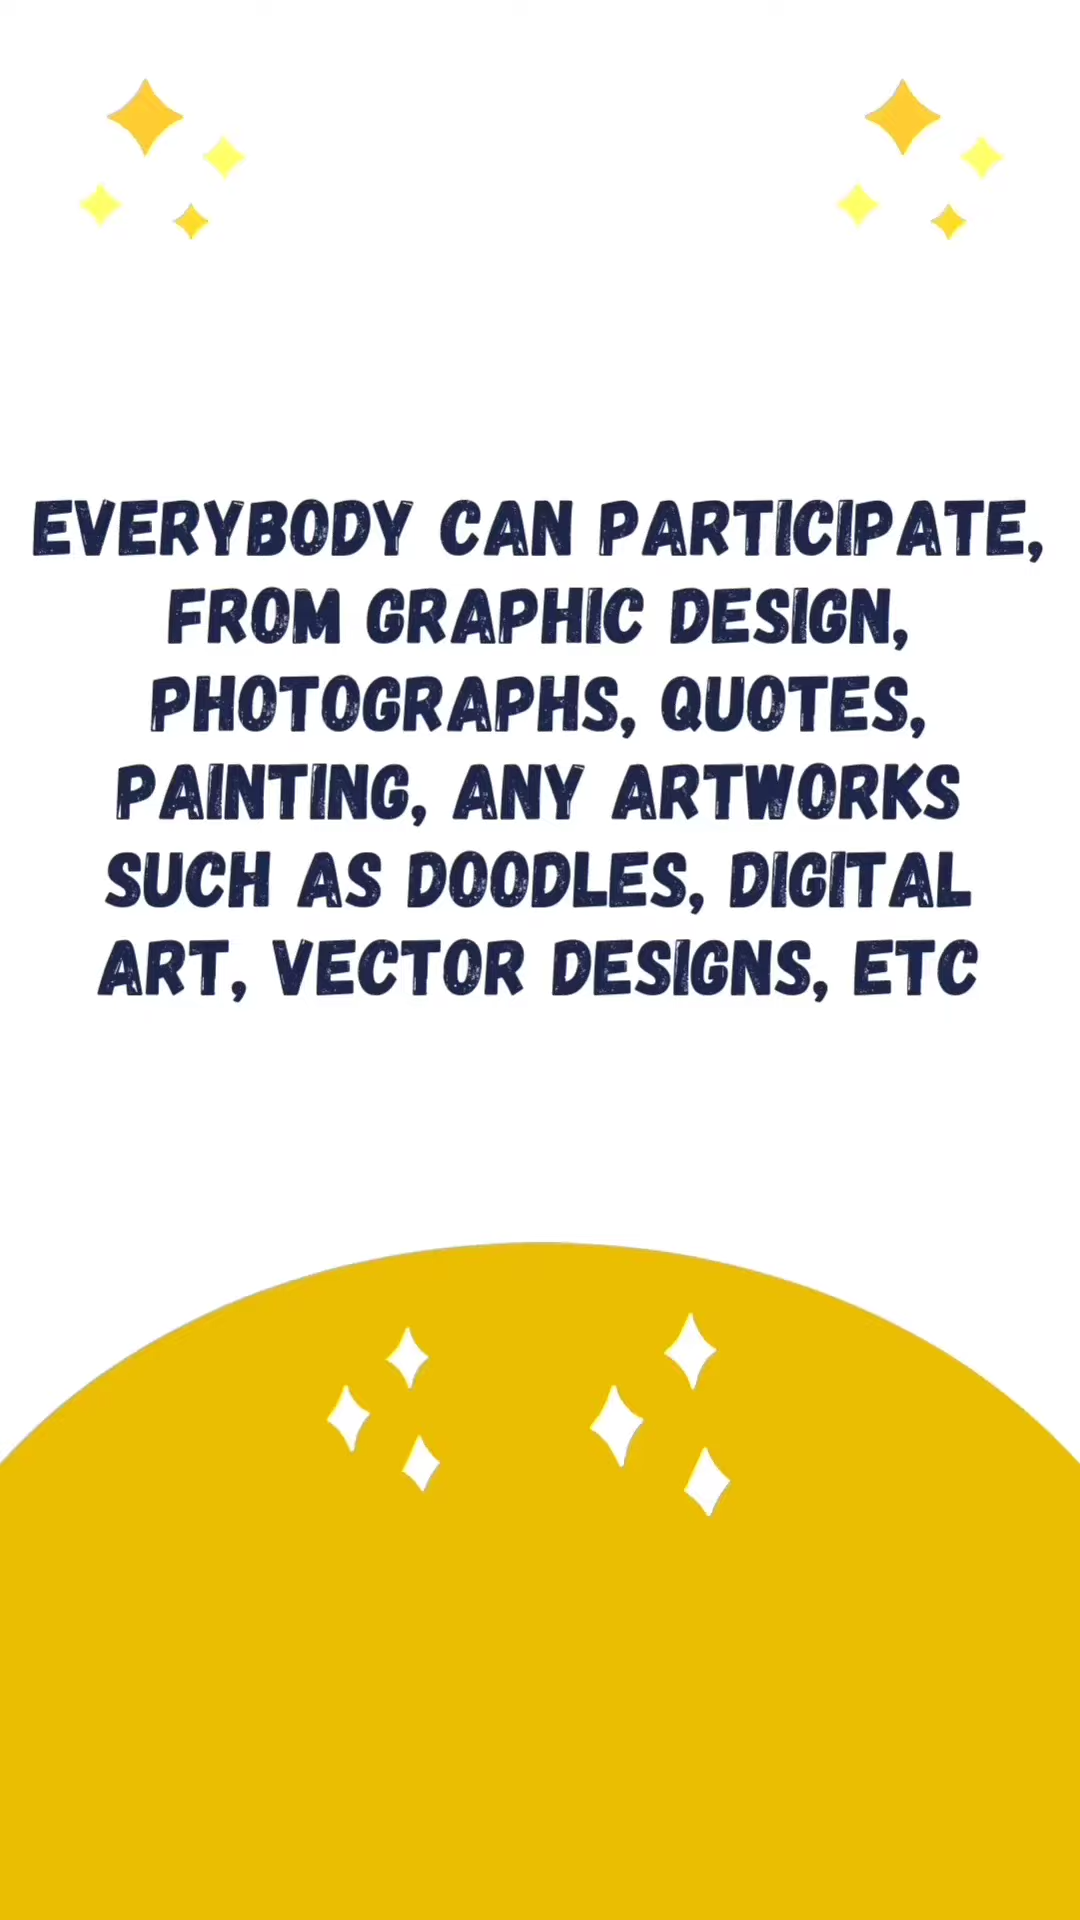 EVERYBODY CAN PARTICIPATE,
FROM GRAPHIC DESIGN,
PHOTOGRAPHS, QUOTES,
PAINTING, ANY ARTWORKS
SUCH AS DOODLES, DIGITAL
ART, VECTOR DESIGNS, ETC